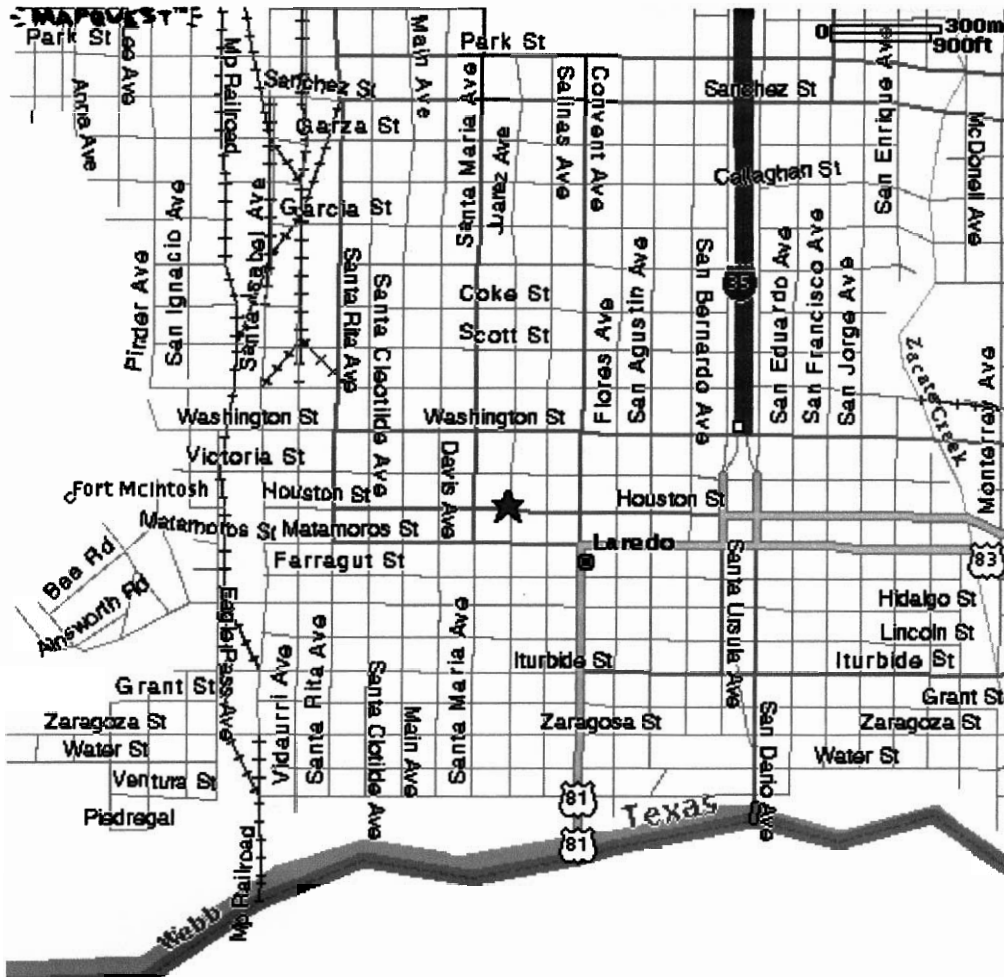 MAPQUEST™
0 300m
900ft
Park St
Lee Ave
Mp Railroad
Main Ave
Park St
Sanchez St
Santa Maria Ave
Salinas Ave
Convent Ave
Sanchez St
San Enrique Ave
Anna Ave
Garza St
Juarez Ave
McDonell Ave
Callaghan St
San Ignacio Ave
Santa Isabel Ave
Garcia St
Pinder Ave
Santa Rita Ave
Santa Cleotilde Ave
Coke St
Scott St
Flores Ave
San Agustin Ave
San Bernardo Ave
35
San Eduardo Ave
San Francisco Ave
San Jorge Ave
Zacate Creek
Monterrey Ave
Washington St
Washington St
Victoria St
Davis Ave
Fort McIntosh
Houston St
Houston St
Matamoros St
Matamoros St
Laredo
Farragut St
83
Bee Rd
Ainsworth Rd
Eagle Pass Ave
Santa Ursula Ave
Hidalgo St
Lincoln St
Vidaurri Ave
Santa Rita Ave
Santa Clotilde Ave
Main Ave
Santa Maria Ave
Iturbide St
Iturbide St
Grant St
Grant St
Zaragoza St
Zaragosa St
Zaragoza St
Water St
San Dario Ave
Water St
Ventura St
81
Piedregal
Texas
81
Mp Railroad
Webb